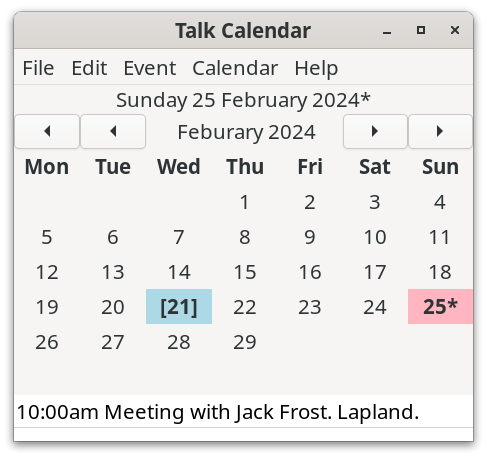 Talk Calendar
File Edit Event Calendar Help
Sunday 25 February 2024*
Feburary 2024
Mon Tue Wed Thu Fri Sat Sun
1 2 3 4
5 6 7 8 9 10 11
12 13 14 15 16 17 18
19 20 [21] 22 23 24 25*
26 27 28 29
10:00am Meeting with Jack Frost. Lapland.